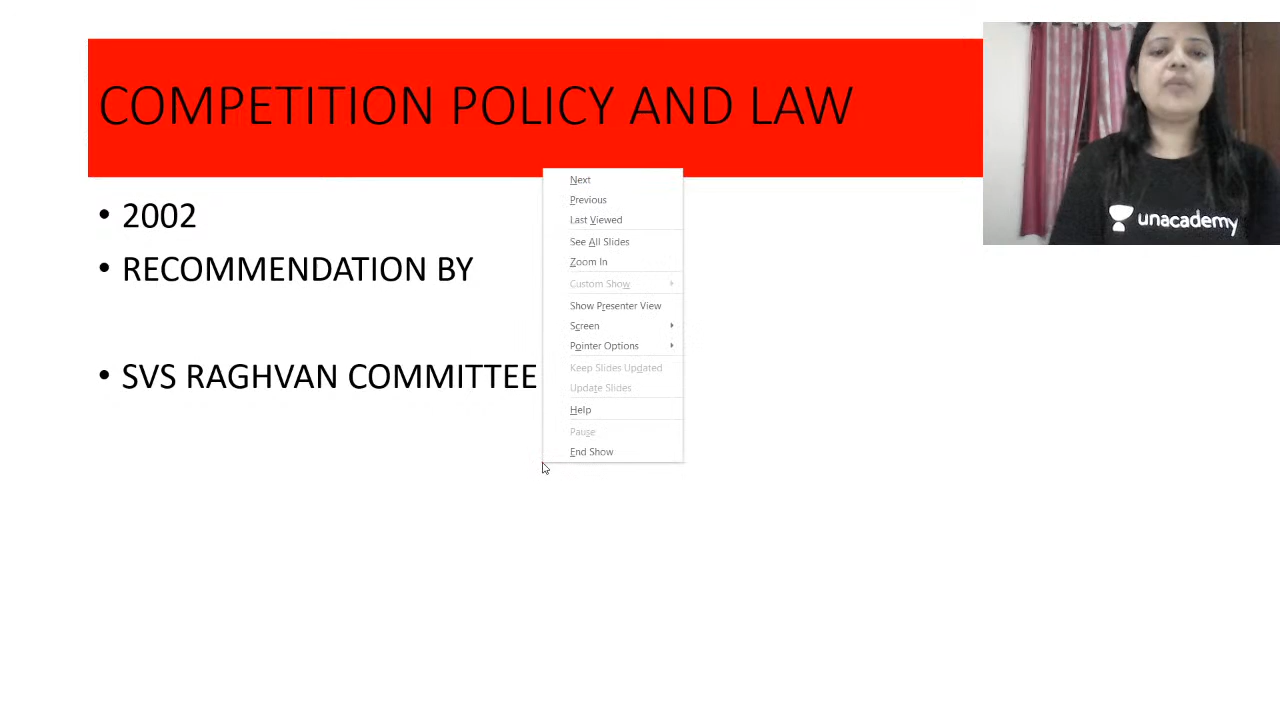 COMPETITION POLICY AND LAW
• 2002
• RECOMMENDATION BY
• SVS RAGHVAN COMMITTEE
Next
Previous
Last Viewed
See All Slides
Zoom In
Custom Show
Show Presenter View
Screen
Pointer Options
Keep Slides Updated
Update Slides
Help
Pause
End Show
unacademy